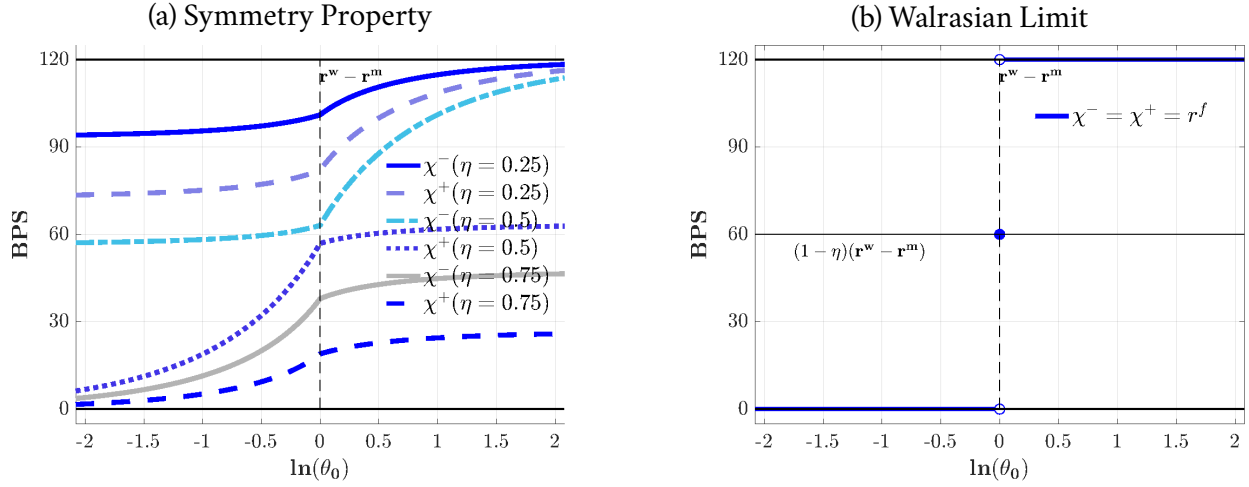 (a) Symmetry Property
120
90
60
30
0
BPS
r^w − r^m
χ^−(η = 0.25)
χ^+(η = 0.25)
χ^−(η = 0.5)
χ^+(η = 0.5)
χ^−(η = 0.75)
χ^+(η = 0.75)
-2 -1.5 -1 -0.5 0 0.5 1 1.5 2
ln(θ_0)
(b) Walrasian Limit
120
90
60
30
0
BPS
r^w − r^m
χ^− = χ^+ = r^f
(1 − η)(r^w − r^m)
-2 -1.5 -1 -0.5 0 0.5 1 1.5 2
ln(θ_0)